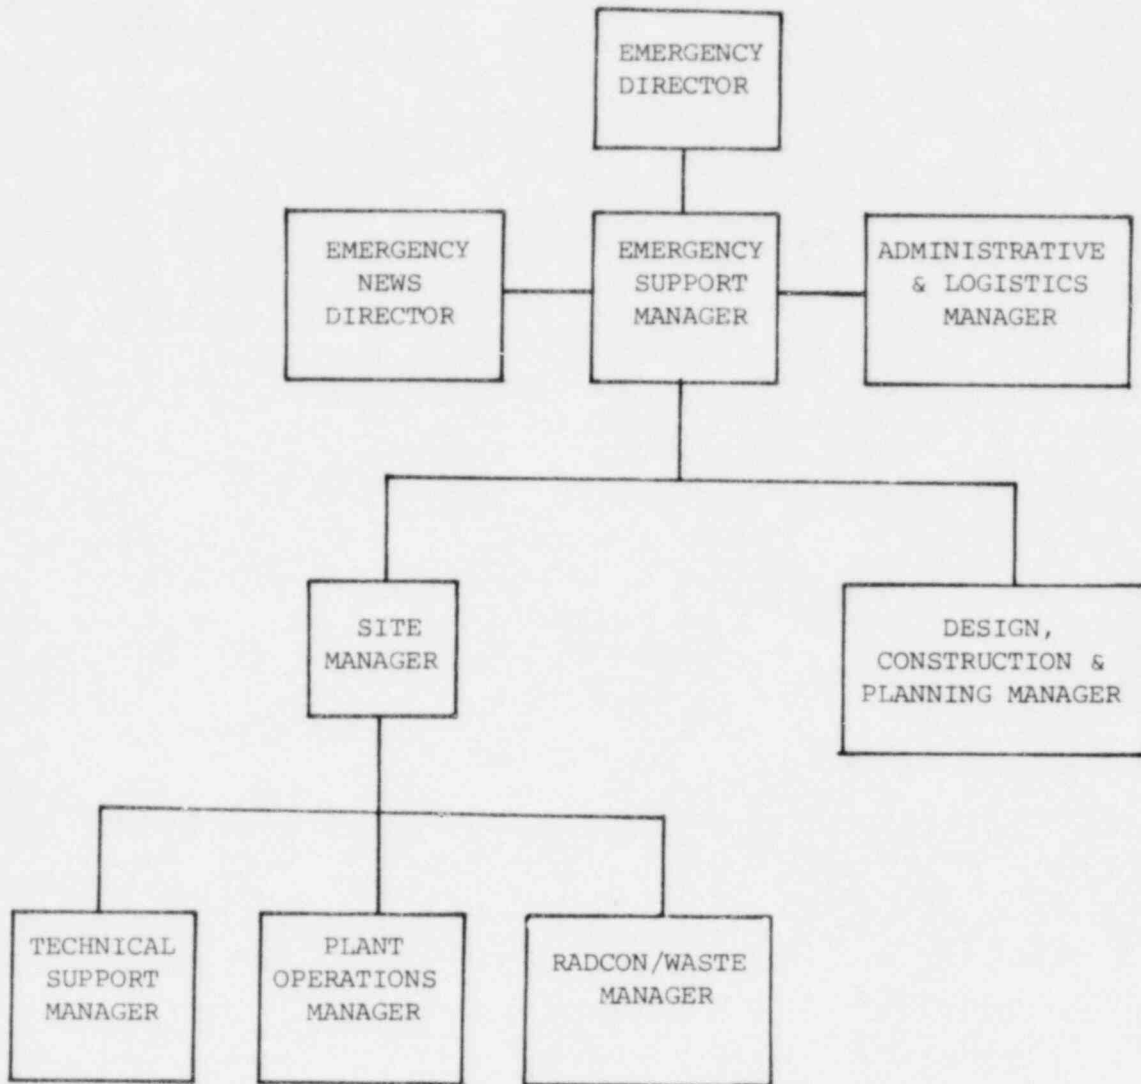 EMERGENCY
DIRECTOR
EMERGENCY
NEWS
DIRECTOR
EMERGENCY
SUPPORT
MANAGER
ADMINISTRATIVE
& LOGISTICS
MANAGER
SITE
MANAGER
DESIGN,
CONSTRUCTION &
PLANNING MANAGER
TECHNICAL
SUPPORT
MANAGER
PLANT
OPERATIONS
MANAGER
RADCON/WASTE
MANAGER